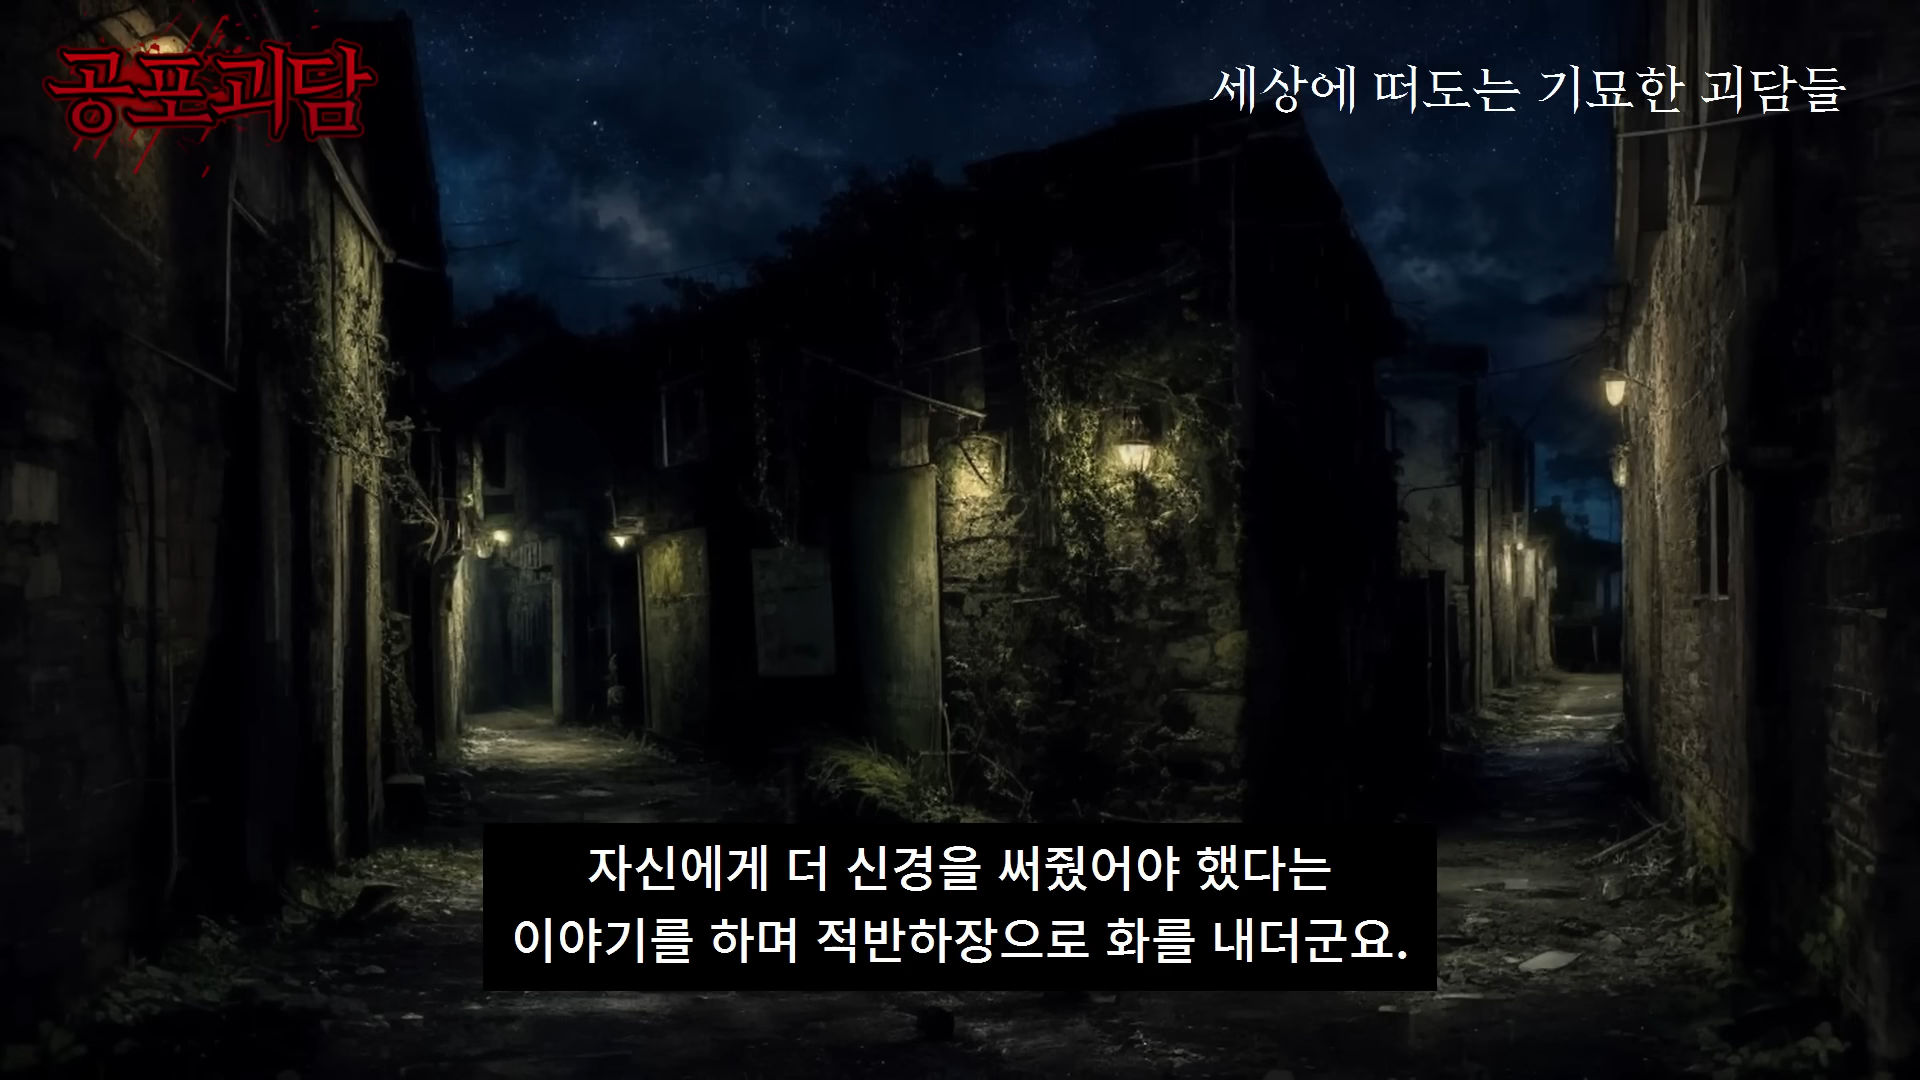 공포괴담
세상에 떠도는 기묘한 괴담들
자신에게 더 신경을 써줬어야 했다는
이야기를 하며 적반하장으로 화를 내더군요.